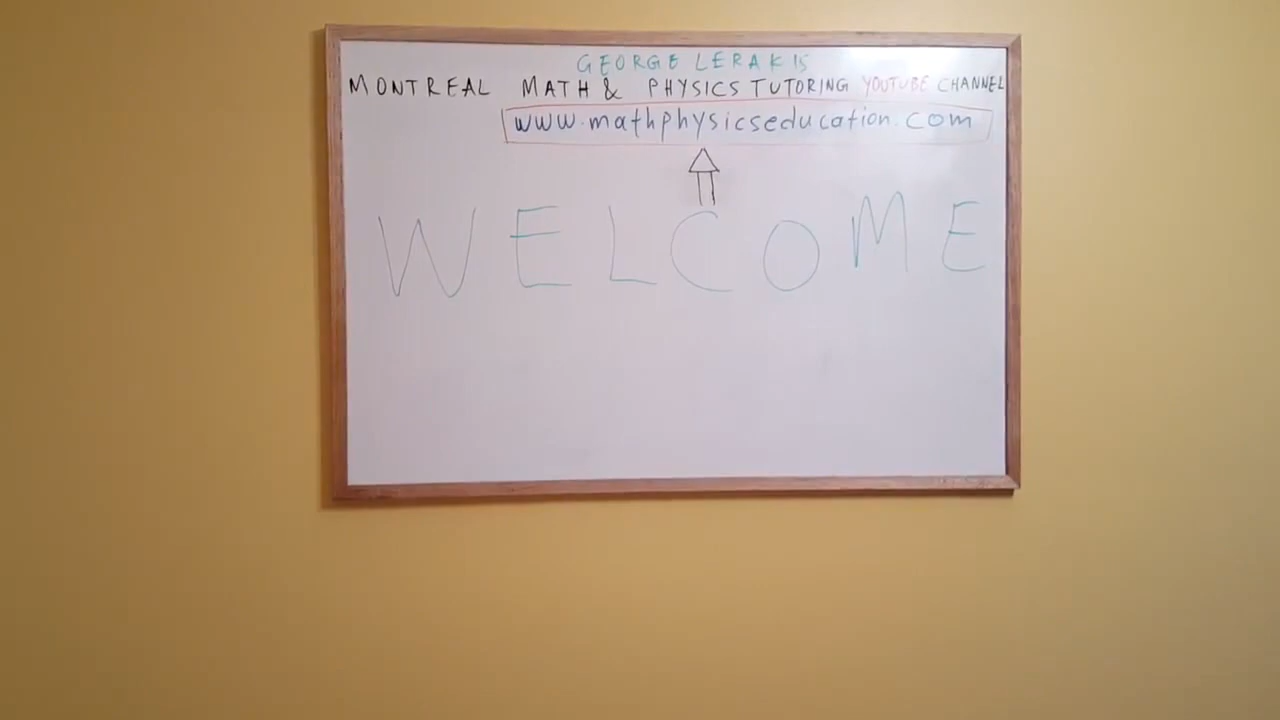 GEORGE LERAKIS
MONTREAL MATH & PHYSICS TUTORING YOUTUBE CHANNEL
www.mathphysicseducation.com
WELCOME